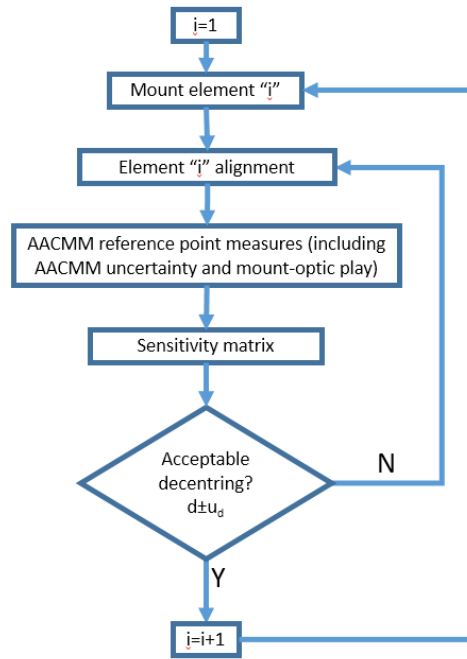 i=1
Mount element “i”
Element “i” alignment
AACMM reference point measures (including
AACMM uncertainty and mount-optic play)
Sensitivity matrix
Acceptable
decentring?
d±u_d
N
Y
i=i+1